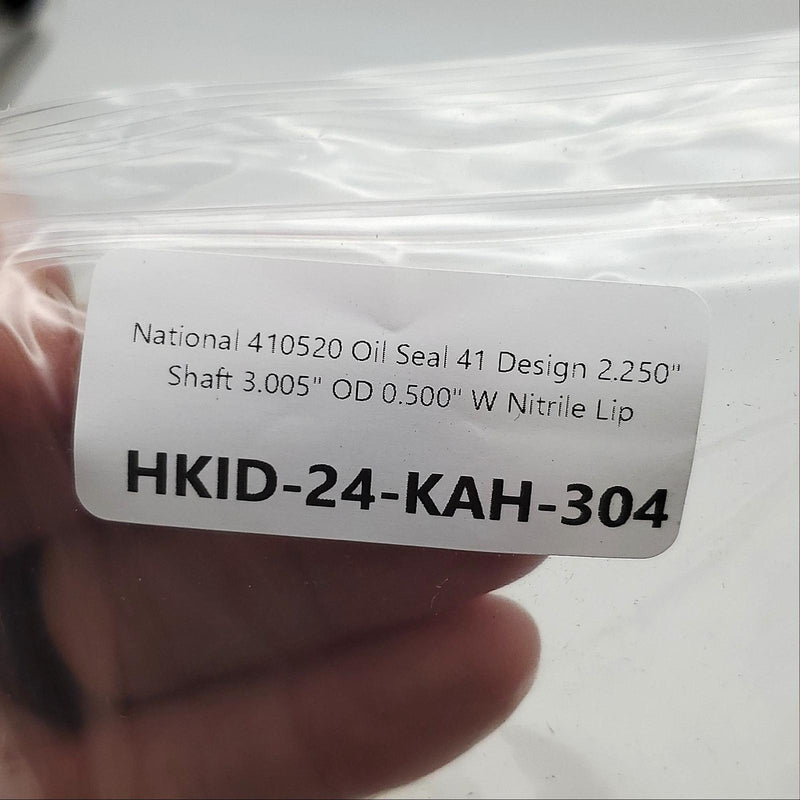 National 410520 Oil Seal 41 Design 2.250"
Shaft 3.005" OD 0.500" W Nitrile Lip
HKID-24-KAH-304